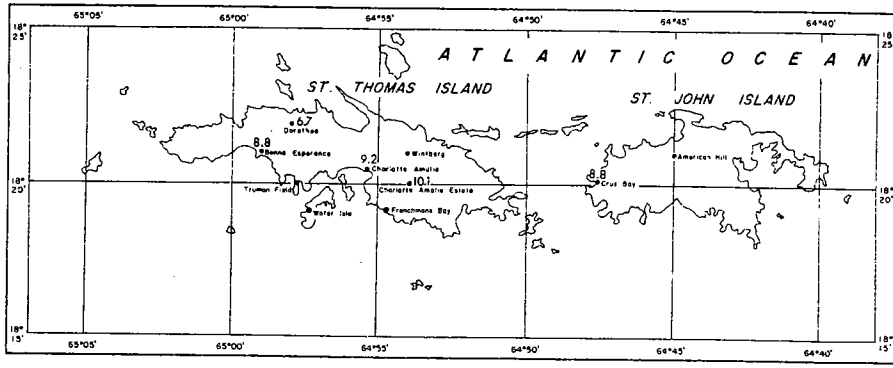 65°05' 65°00' 64°55' 64°50' 64°45' 64°40'
18° 25' 18° 25'
ATLANTIC OCEAN
ST. THOMAS ISLAND
ST. JOHN ISLAND
6.7
Dorothea
8.8
Bonne Esperance
Wintberg
9.2
Charlotte Amalie
American Hill
8.8
Cruz Bay
18° 20' 18° 20'
Truman Field
10.1
Charlotte Amalie Estate
Water Isle
Frenchmans Bay
18° 15' 18° 15'
65°05' 65°00' 64°55' 64°50' 64°45' 64°40'